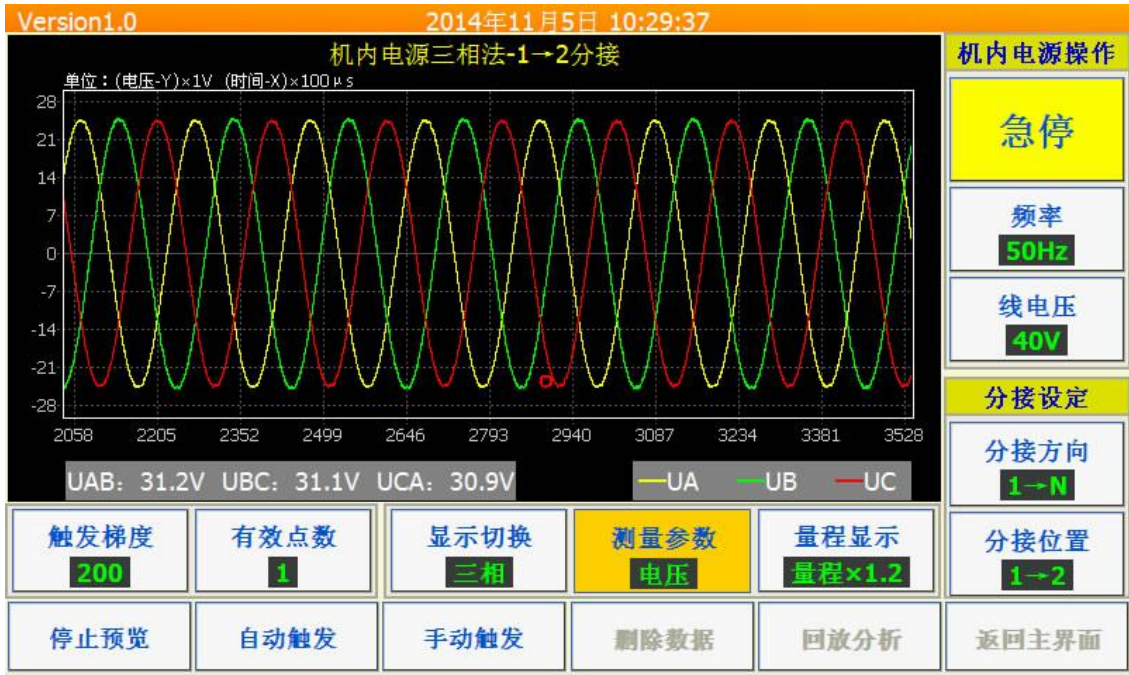 Version1.0 2014年11月5日 10:29:37
机内电源三相法-1→2分接
单位：(电压-Y)×1V (时间-X)×100μs
28
21
14
7
0
-7
-14
-21
-28
2058 2205 2352 2499 2646 2793 2940 3087 3234 3381 3528
UAB: 31.2V UBC: 31.1V UCA: 30.9V
UA UB UC
机内电源操作
急停
频率
50Hz
线电压
40V
分接设定
分接方向
1→N
分接位置
1→2
触发梯度
200
有效点数
1
显示切换
三相
测量参数
电压
量程显示
量程×1.2
停止预览
自动触发
手动触发
删除数据
回放分析
返回主界面